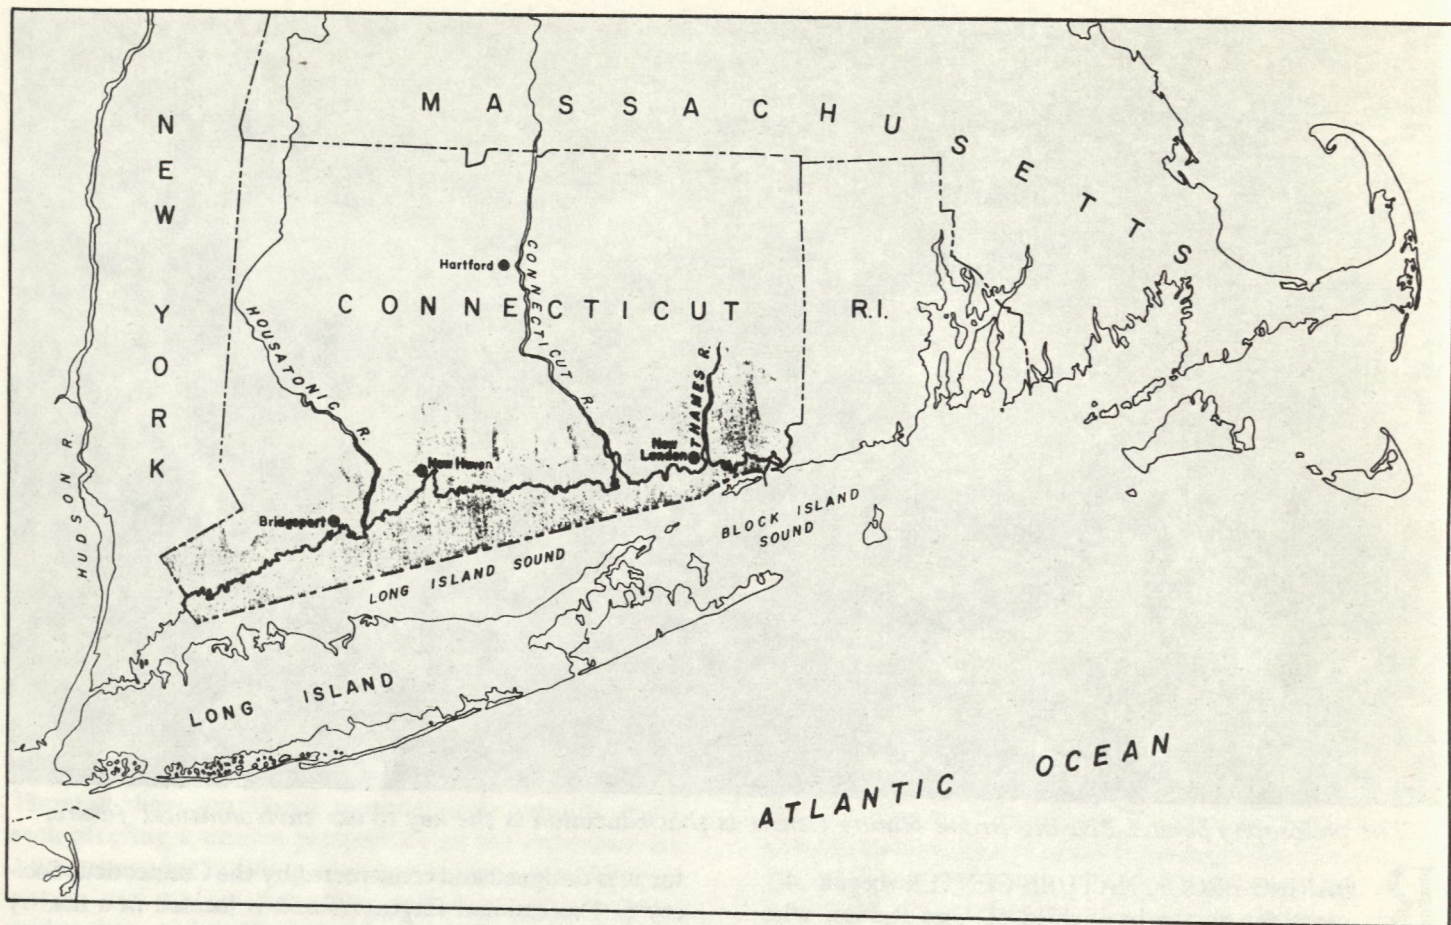 MASSACHUSETTS
NEW YORK
Hartford
CONNECTICUT R.
CONNECTICUT
R.I.
HOUSATONIC R.
THAMES R.
New
London
New Haven
Bridgeport
HUDSON R.
BLOCK ISLAND
SOUND
LONG ISLAND SOUND
LONG ISLAND
ATLANTIC OCEAN